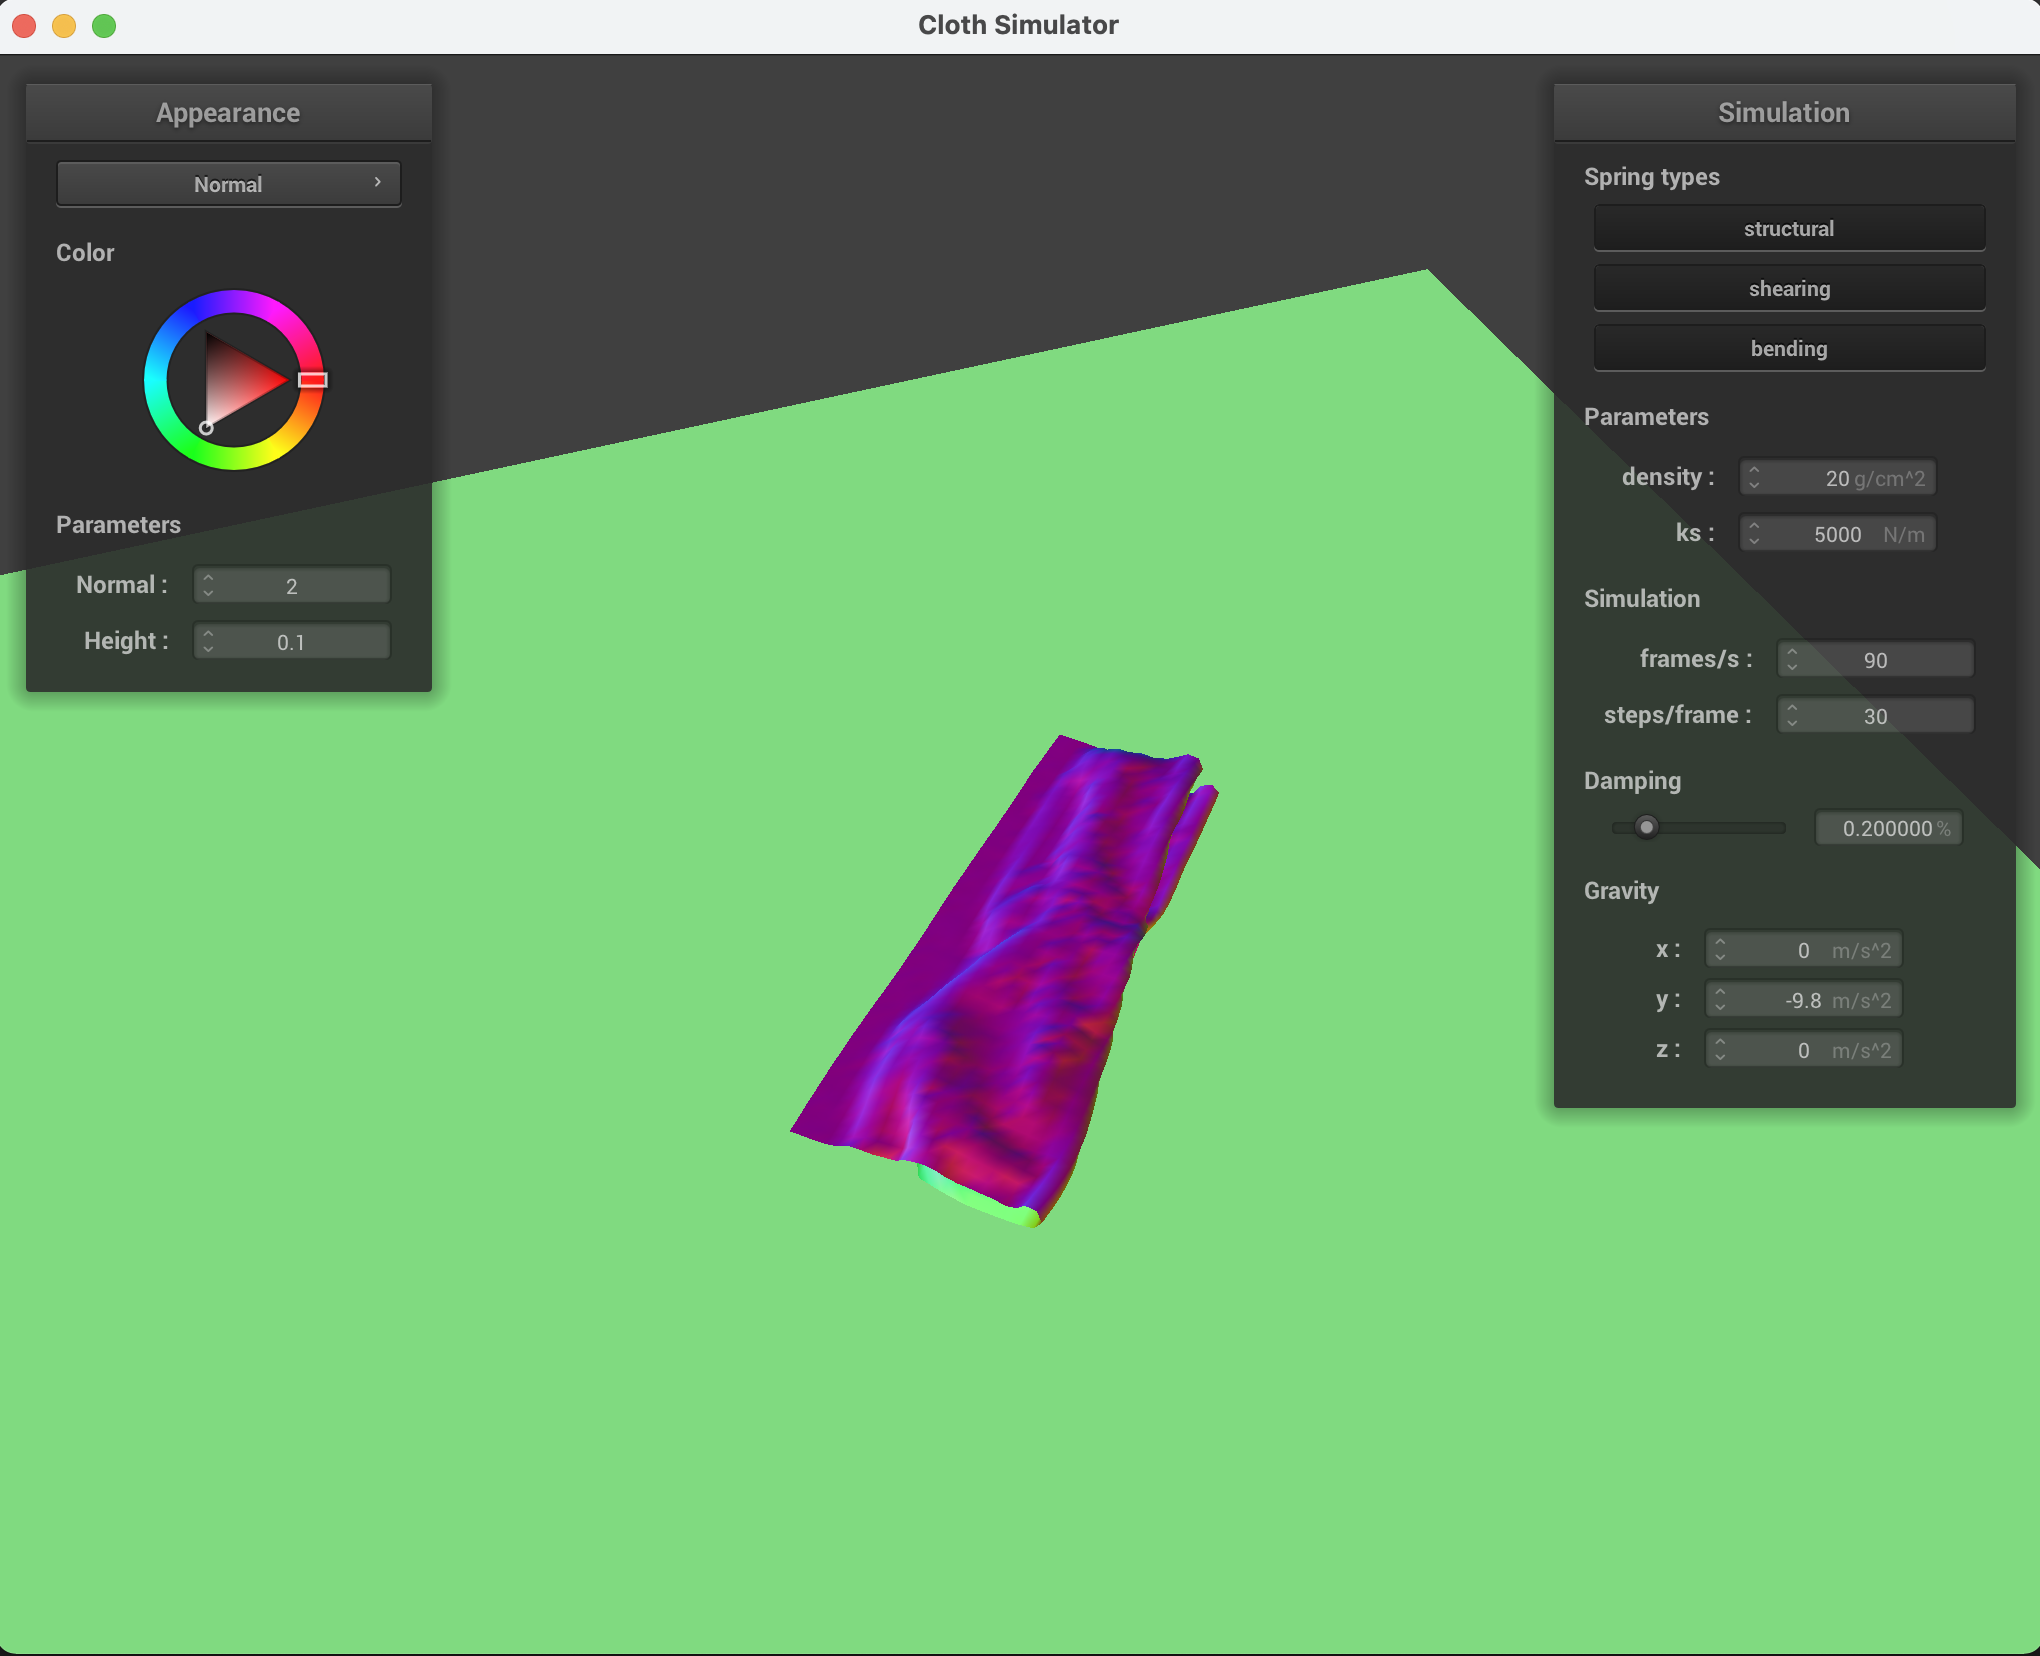 Cloth Simulator
Appearance
Normal
Color
Parameters
Normal : 2
Height : 0.1
Simulation
Spring types
structural
shearing
bending
Parameters
density : 20 g/cm^2
ks : 5000 N/m
Simulation
frames/s : 90
steps/frame : 30
Damping
0.200000 %
Gravity
x : 0 m/s^2
y : -9.8 m/s^2
z : 0 m/s^2